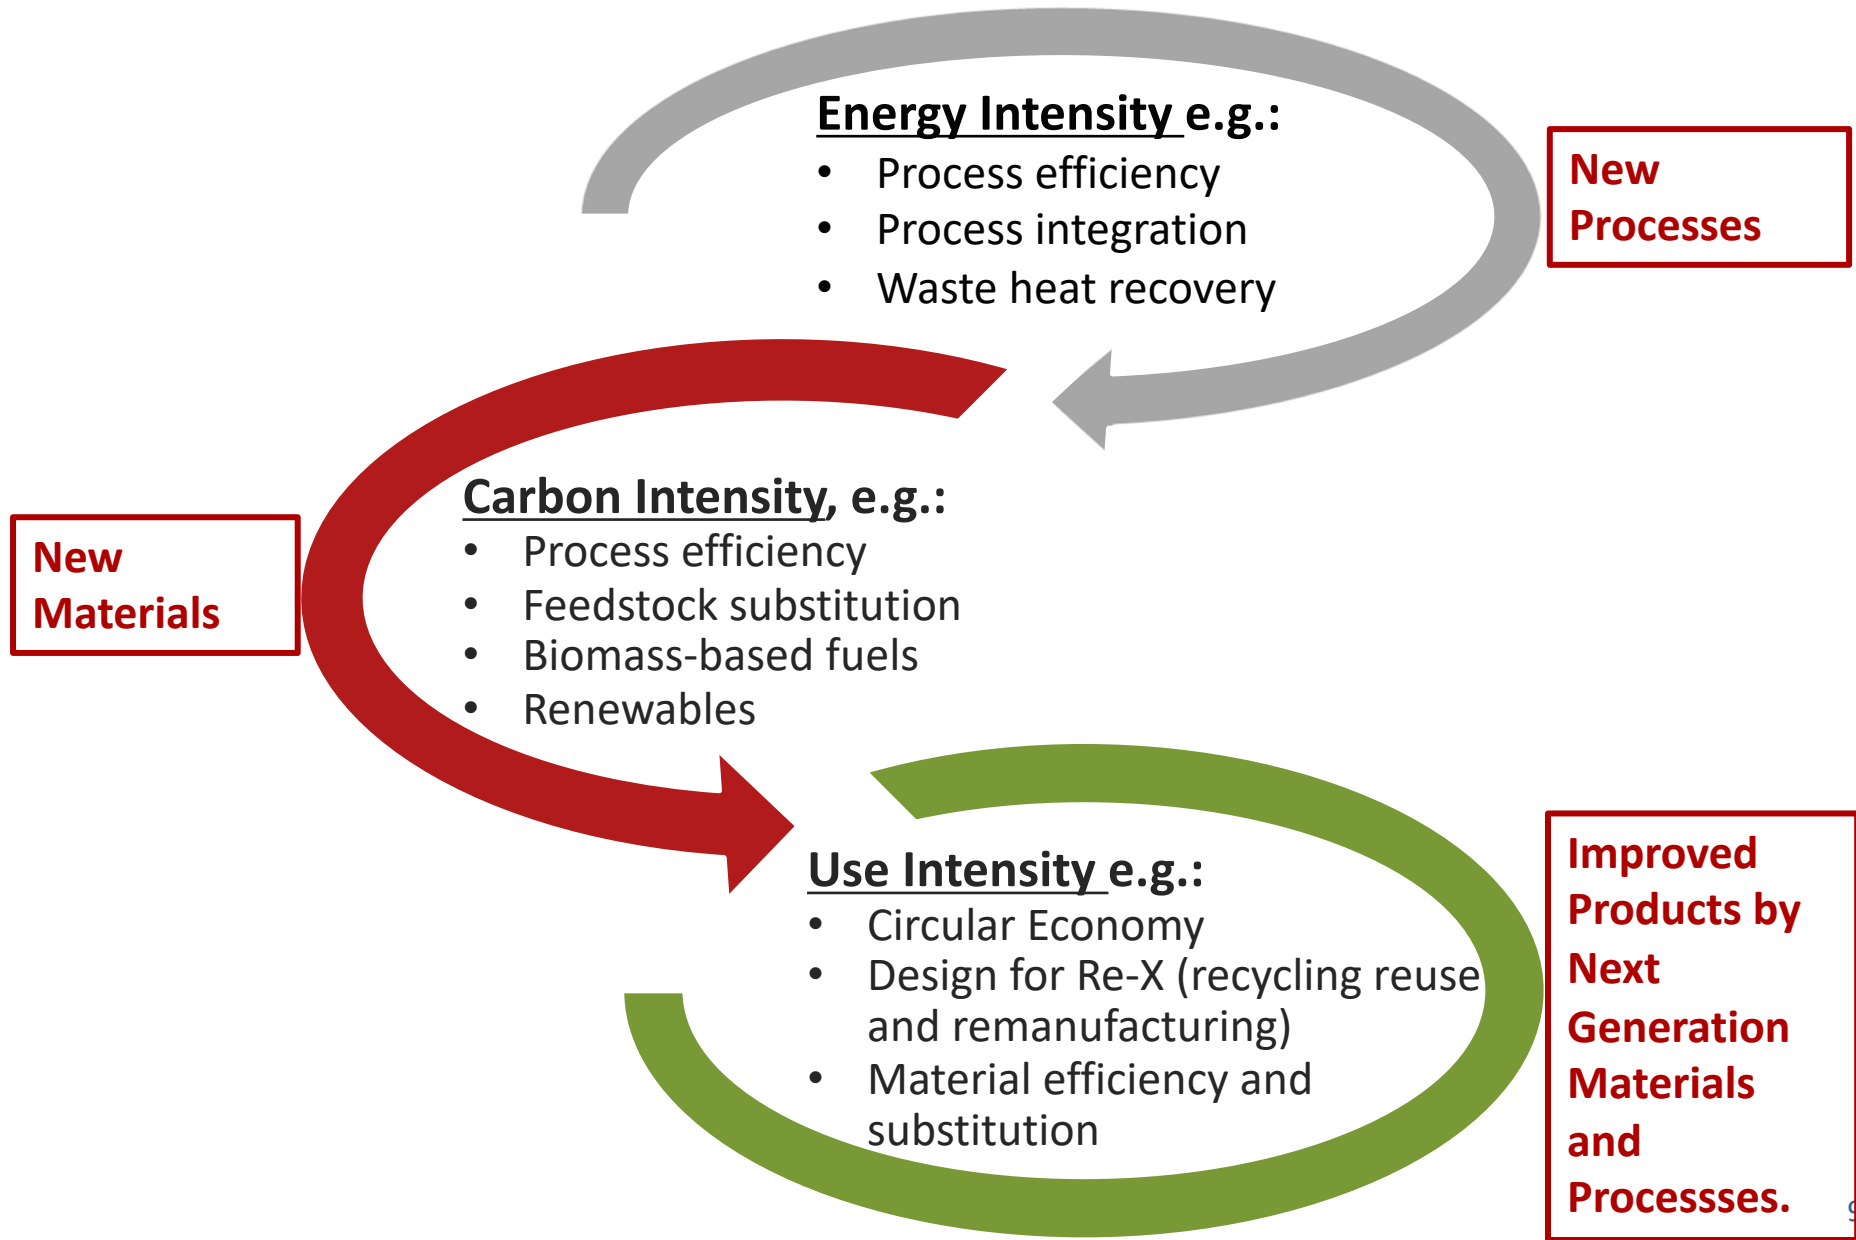 Energy Intensity e.g.:
• Process efficiency
• Process integration
• Waste heat recovery
New
Processes
Carbon Intensity, e.g.:
• Process efficiency
• Feedstock substitution
• Biomass-based fuels
• Renewables
New
Materials
Use Intensity e.g.:
• Circular Economy
• Design for Re-X (recycling reuse
and remanufacturing)
• Material efficiency and
substitution
Improved
Products by
Next
Generation
Materials
and
Processses.